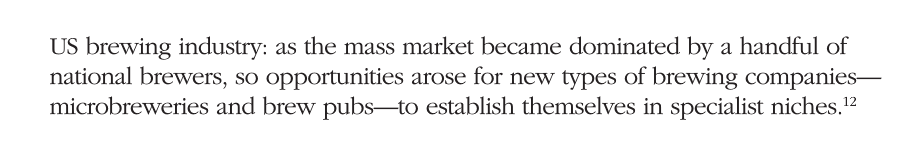 US brewing industry: as the mass market became dominated by a handful of
national brewers, so opportunities arose for new types of brewing companies—
microbreweries and brew pubs—to establish themselves in specialist niches.¹²